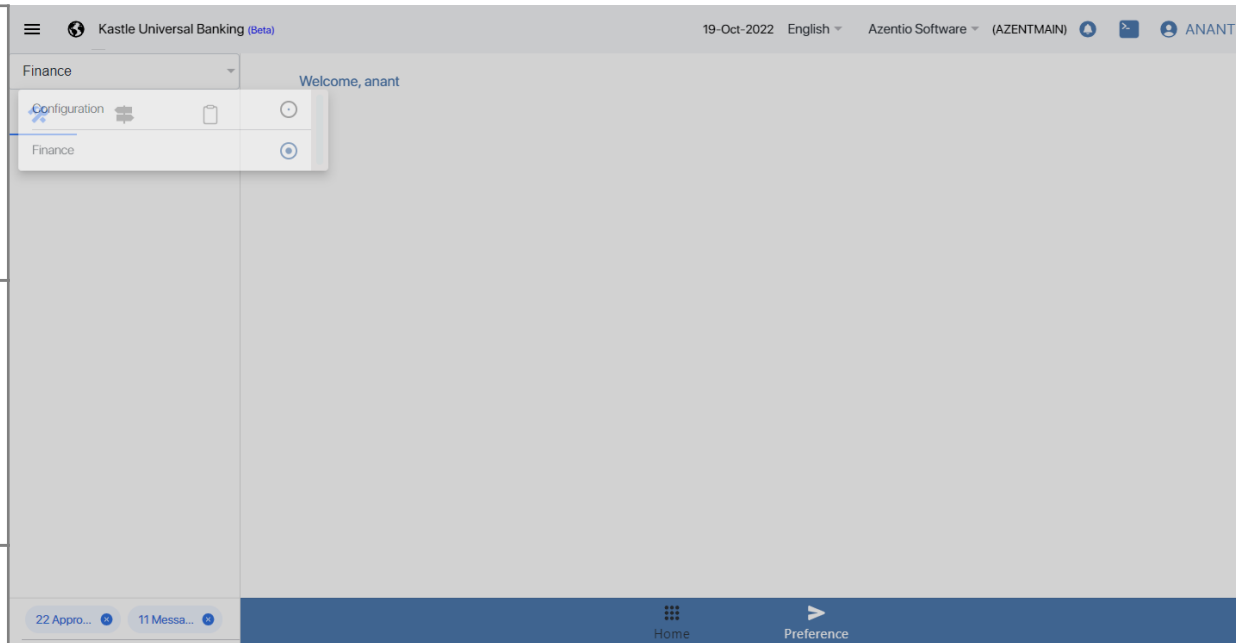 Kastle Universal Banking (Beta) 19-Oct-2022 English Azentio Software (AZENTMAIN) ANANT
Finance
Welcome, anant
Configuration
Finance
22 Appro... 11 Messa...
Home Preference